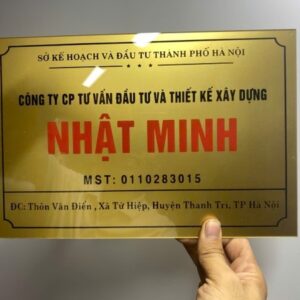 SỞ KẾ HOẠCH VÀ ĐẦU TƯ THÀNH PHỐ HÀ NỘI
CÔNG TY CP TƯ VẤN ĐẦU TƯ VÀ THIẾT KẾ XÂY DỰNG
NHẬT MINH
MST: 0110283015
ĐC: Thôn Văn Điển , Xã Tứ Hiệp, Huyện Thanh Trì, TP Hà Nội